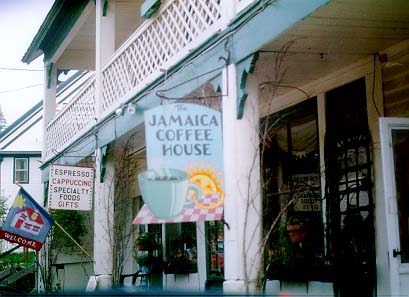 The
JAMAICA
COFFEE
HOUSE
ESPRESSO
CAPPUCCINO
SPECIALTY
FOODS
GIFTS
WELCOME